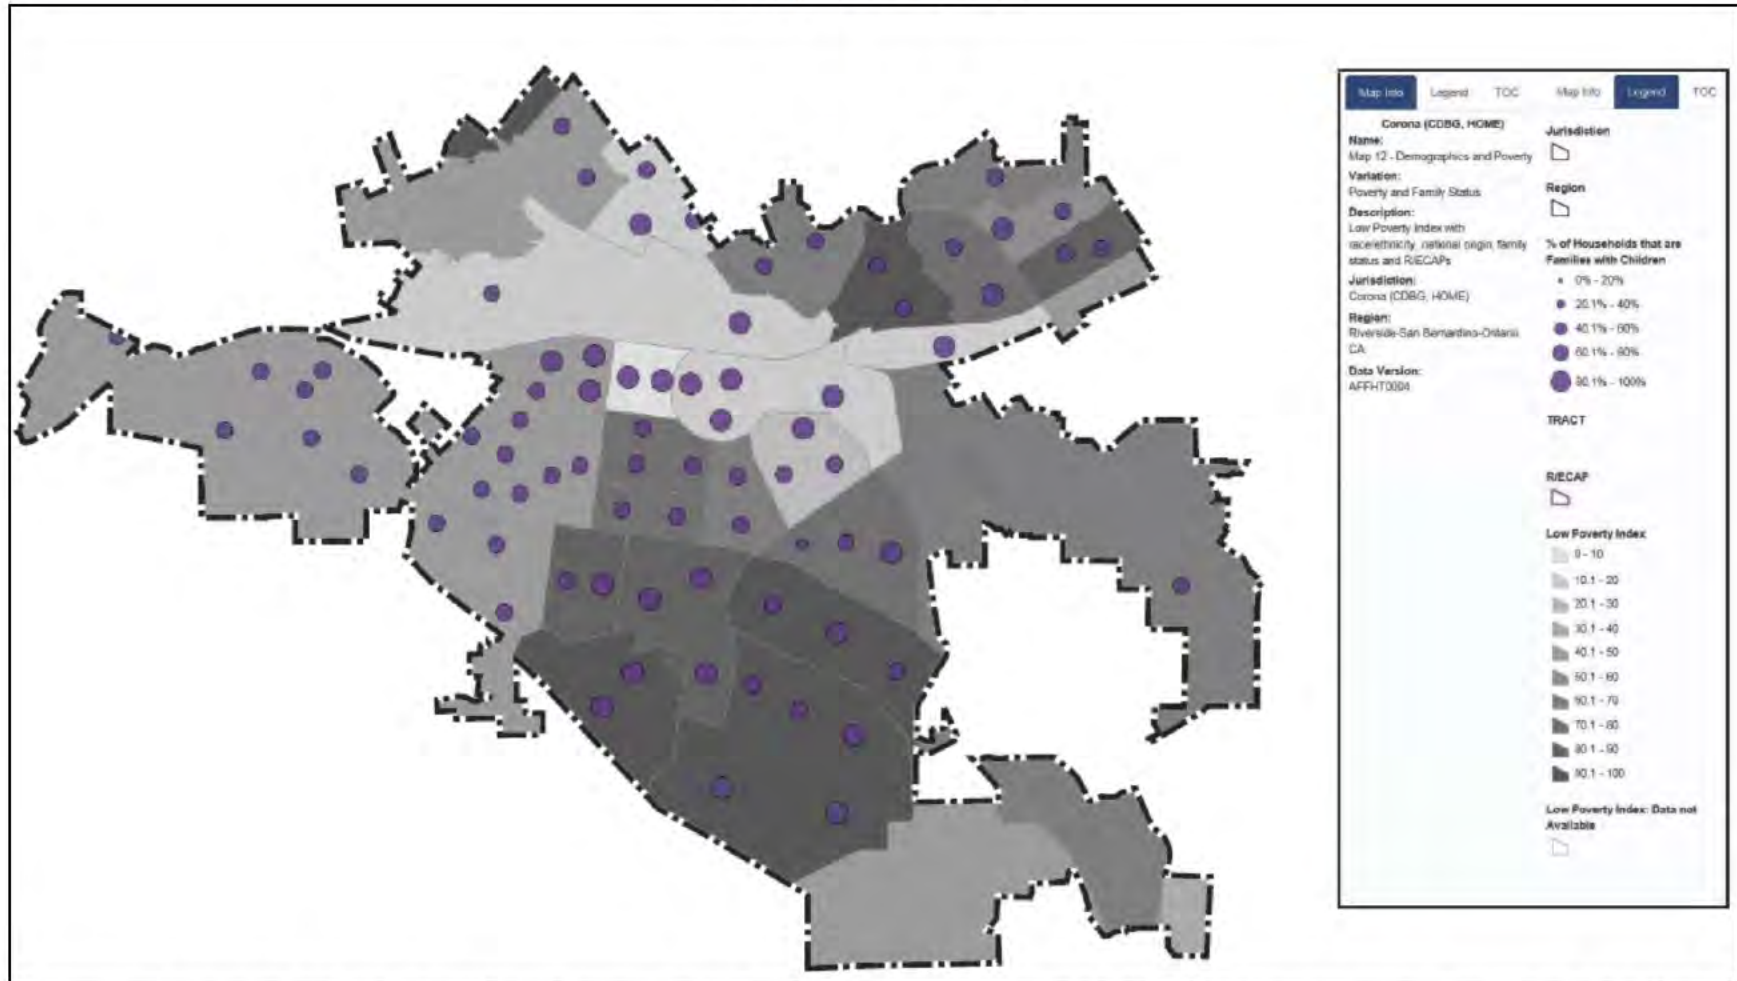 Map Info Legend TOC
Corona (CDBG, HOME)
Name:
Map 12 - Demographics and Poverty
Variation:
Poverty and Family Status
Description:
Low Poverty Index with
race/ethnicity, national origin, family
status and R/ECAPs
Jurisdiction:
Corona (CDBG, HOME)
Region:
Riverside-San Bernardino-Ontario
CA
Data Version:
AFFHT0004
Map Info Legend TOC
Jurisdiction
Region
% of Households that are
Families with Children
0% - 20%
20.1% - 40%
40.1% - 60%
60.1% - 80%
80.1% - 100%
TRACT
R/ECAP
Low Poverty Index
0 - 10
10.1 - 20
20.1 - 30
30.1 - 40
40.1 - 50
50.1 - 60
60.1 - 70
70.1 - 80
80.1 - 90
90.1 - 100
Low Poverty Index: Data not
Available